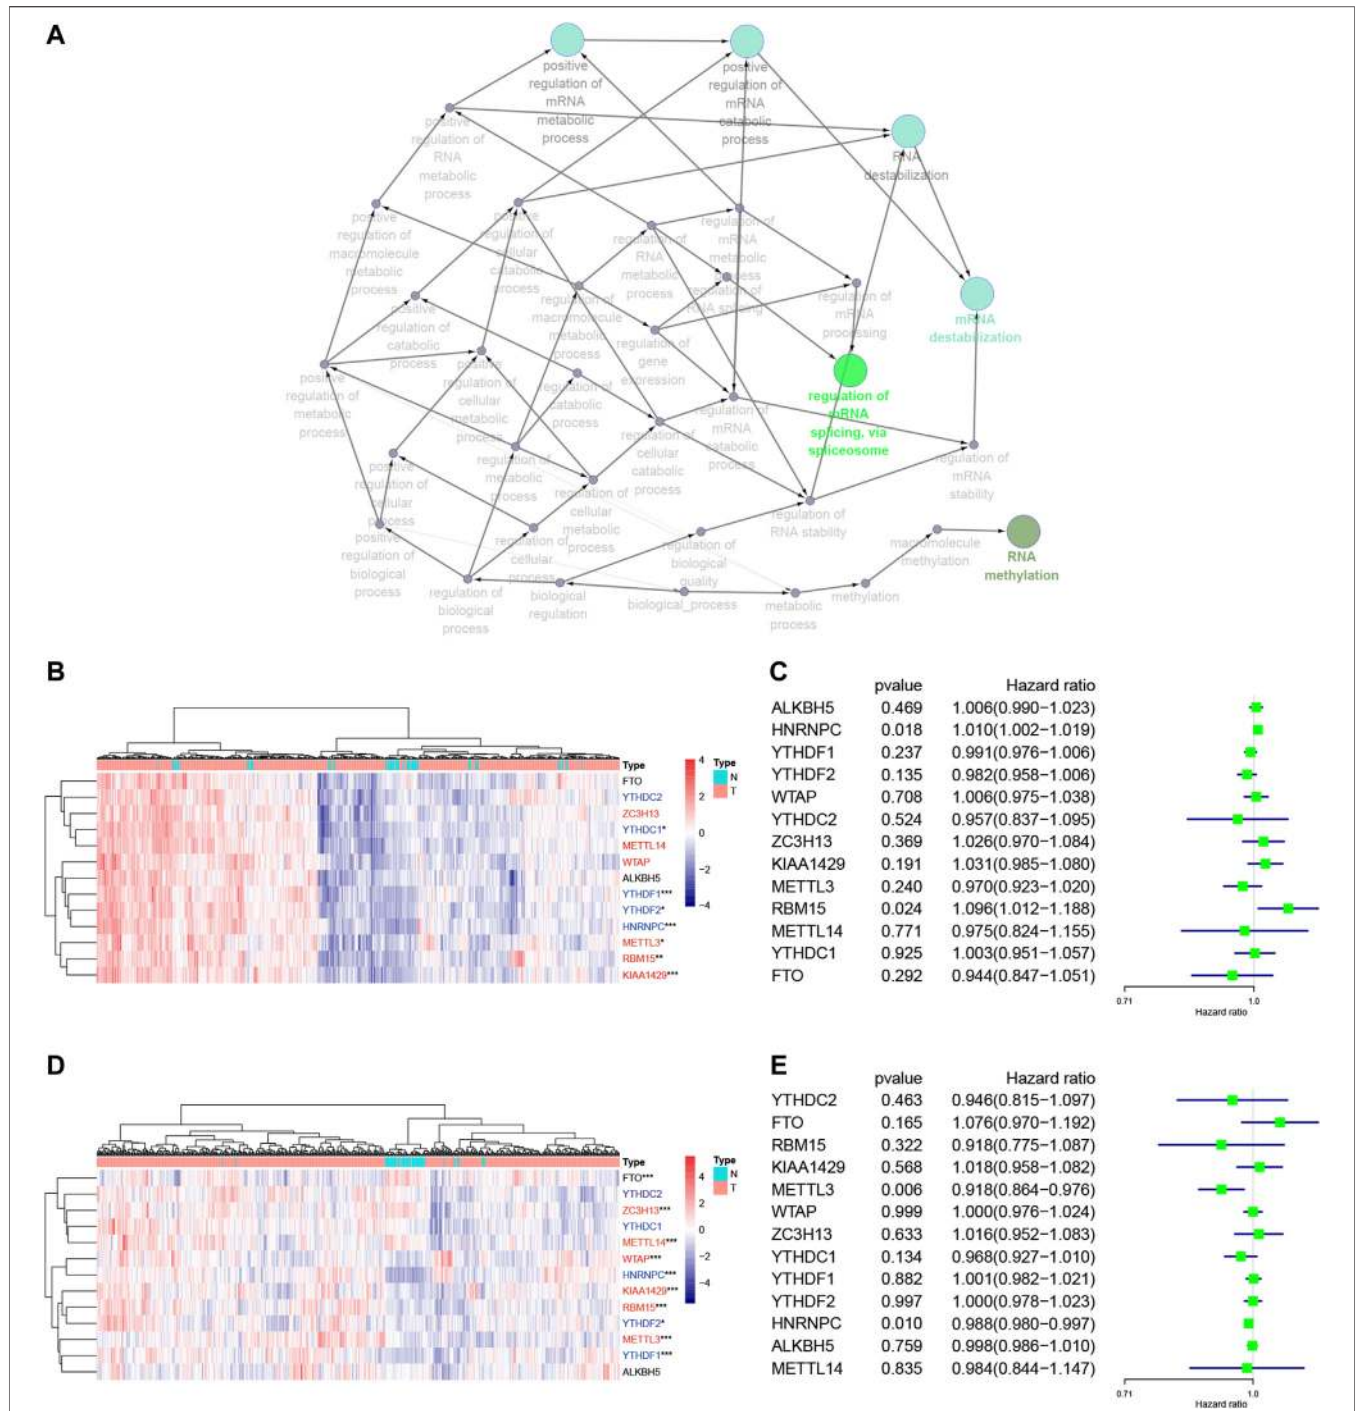 A
positive
regulation of
mRNA
metabolic
process
positive
regulation of
mRNA
catabolic
process
positive
regulation of
RNA
metabolic
process
RNA
destabilization
positive
regulation of
macromolecule
metabolic
process
positive
regulation of
cellular
catabolic
process
regulation of
RNA
metabolic
process
regulation of
mRNA
metabolic
process
regulation of
RNA splicing
regulation of
mRNA
processing
mRNA
destabilization
positive
regulation of
catabolic
process
regulation of
macromolecule
metabolic
process
regulation of
gene
expression
positive
regulation of
metabolic
process
positive
regulation of
cellular
metabolic
process
regulation of
catabolic
process
regulation of
mRNA
catabolic
process
regulation of
mRNA
splicing, via
spliceosome
positive
regulation of
cellular
process
regulation of
metabolic
process
regulation of
cellular
catabolic
process
regulation of
mRNA
stability
regulation of
cellular
metabolic
process
regulation of
RNA stability
positive
regulation of
biological
process
regulation of
cellular
process
regulation of
biological
quality
macromolecule
methylation
RNA
methylation
regulation of
biological
process
biological
regulation
biological_process
metabolic
process
methylation
B
Type
FTO
YTHDC2
ZC3H13
YTHDC1*
METTL14
WTAP
ALKBH5
YTHDF1***
YTHDF2*
HNRNPC***
METTL3*
RBM15**
KIAA1429***
4
2
0
−2
−4
Type
N
T
C
pvalue Hazard ratio
ALKBH5 0.469 1.006(0.990−1.023)
HNRNPC 0.018 1.010(1.002−1.019)
YTHDF1 0.237 0.991(0.976−1.006)
YTHDF2 0.135 0.982(0.958−1.006)
WTAP 0.708 1.006(0.975−1.038)
YTHDC2 0.524 0.957(0.837−1.095)
ZC3H13 0.369 1.026(0.970−1.084)
KIAA1429 0.191 1.031(0.985−1.080)
METTL3 0.240 0.970(0.923−1.020)
RBM15 0.024 1.096(1.012−1.188)
METTL14 0.771 0.975(0.824−1.155)
YTHDC1 0.925 1.003(0.951−1.057)
FTO 0.292 0.944(0.847−1.051)
0.71 1.0
Hazard ratio
D
Type
FTO***
YTHDC2
ZC3H13***
YTHDC1
METTL14***
WTAP***
HNRNPC***
KIAA1429***
RBM15***
YTHDF2*
METTL3***
YTHDF1***
ALKBH5
4
2
0
−2
−4
Type
N
T
E
pvalue Hazard ratio
YTHDC2 0.463 0.946(0.815−1.097)
FTO 0.165 1.076(0.970−1.192)
RBM15 0.322 0.918(0.775−1.087)
KIAA1429 0.568 1.018(0.958−1.082)
METTL3 0.006 0.918(0.864−0.976)
WTAP 0.999 1.000(0.976−1.024)
ZC3H13 0.633 1.016(0.952−1.083)
YTHDC1 0.134 0.968(0.927−1.010)
YTHDF1 0.882 1.001(0.982−1.021)
YTHDF2 0.997 1.000(0.978−1.023)
HNRNPC 0.010 0.988(0.980−0.997)
ALKBH5 0.759 0.998(0.986−1.010)
METTL14 0.835 0.984(0.844−1.147)
0.71 1.0
Hazard ratio